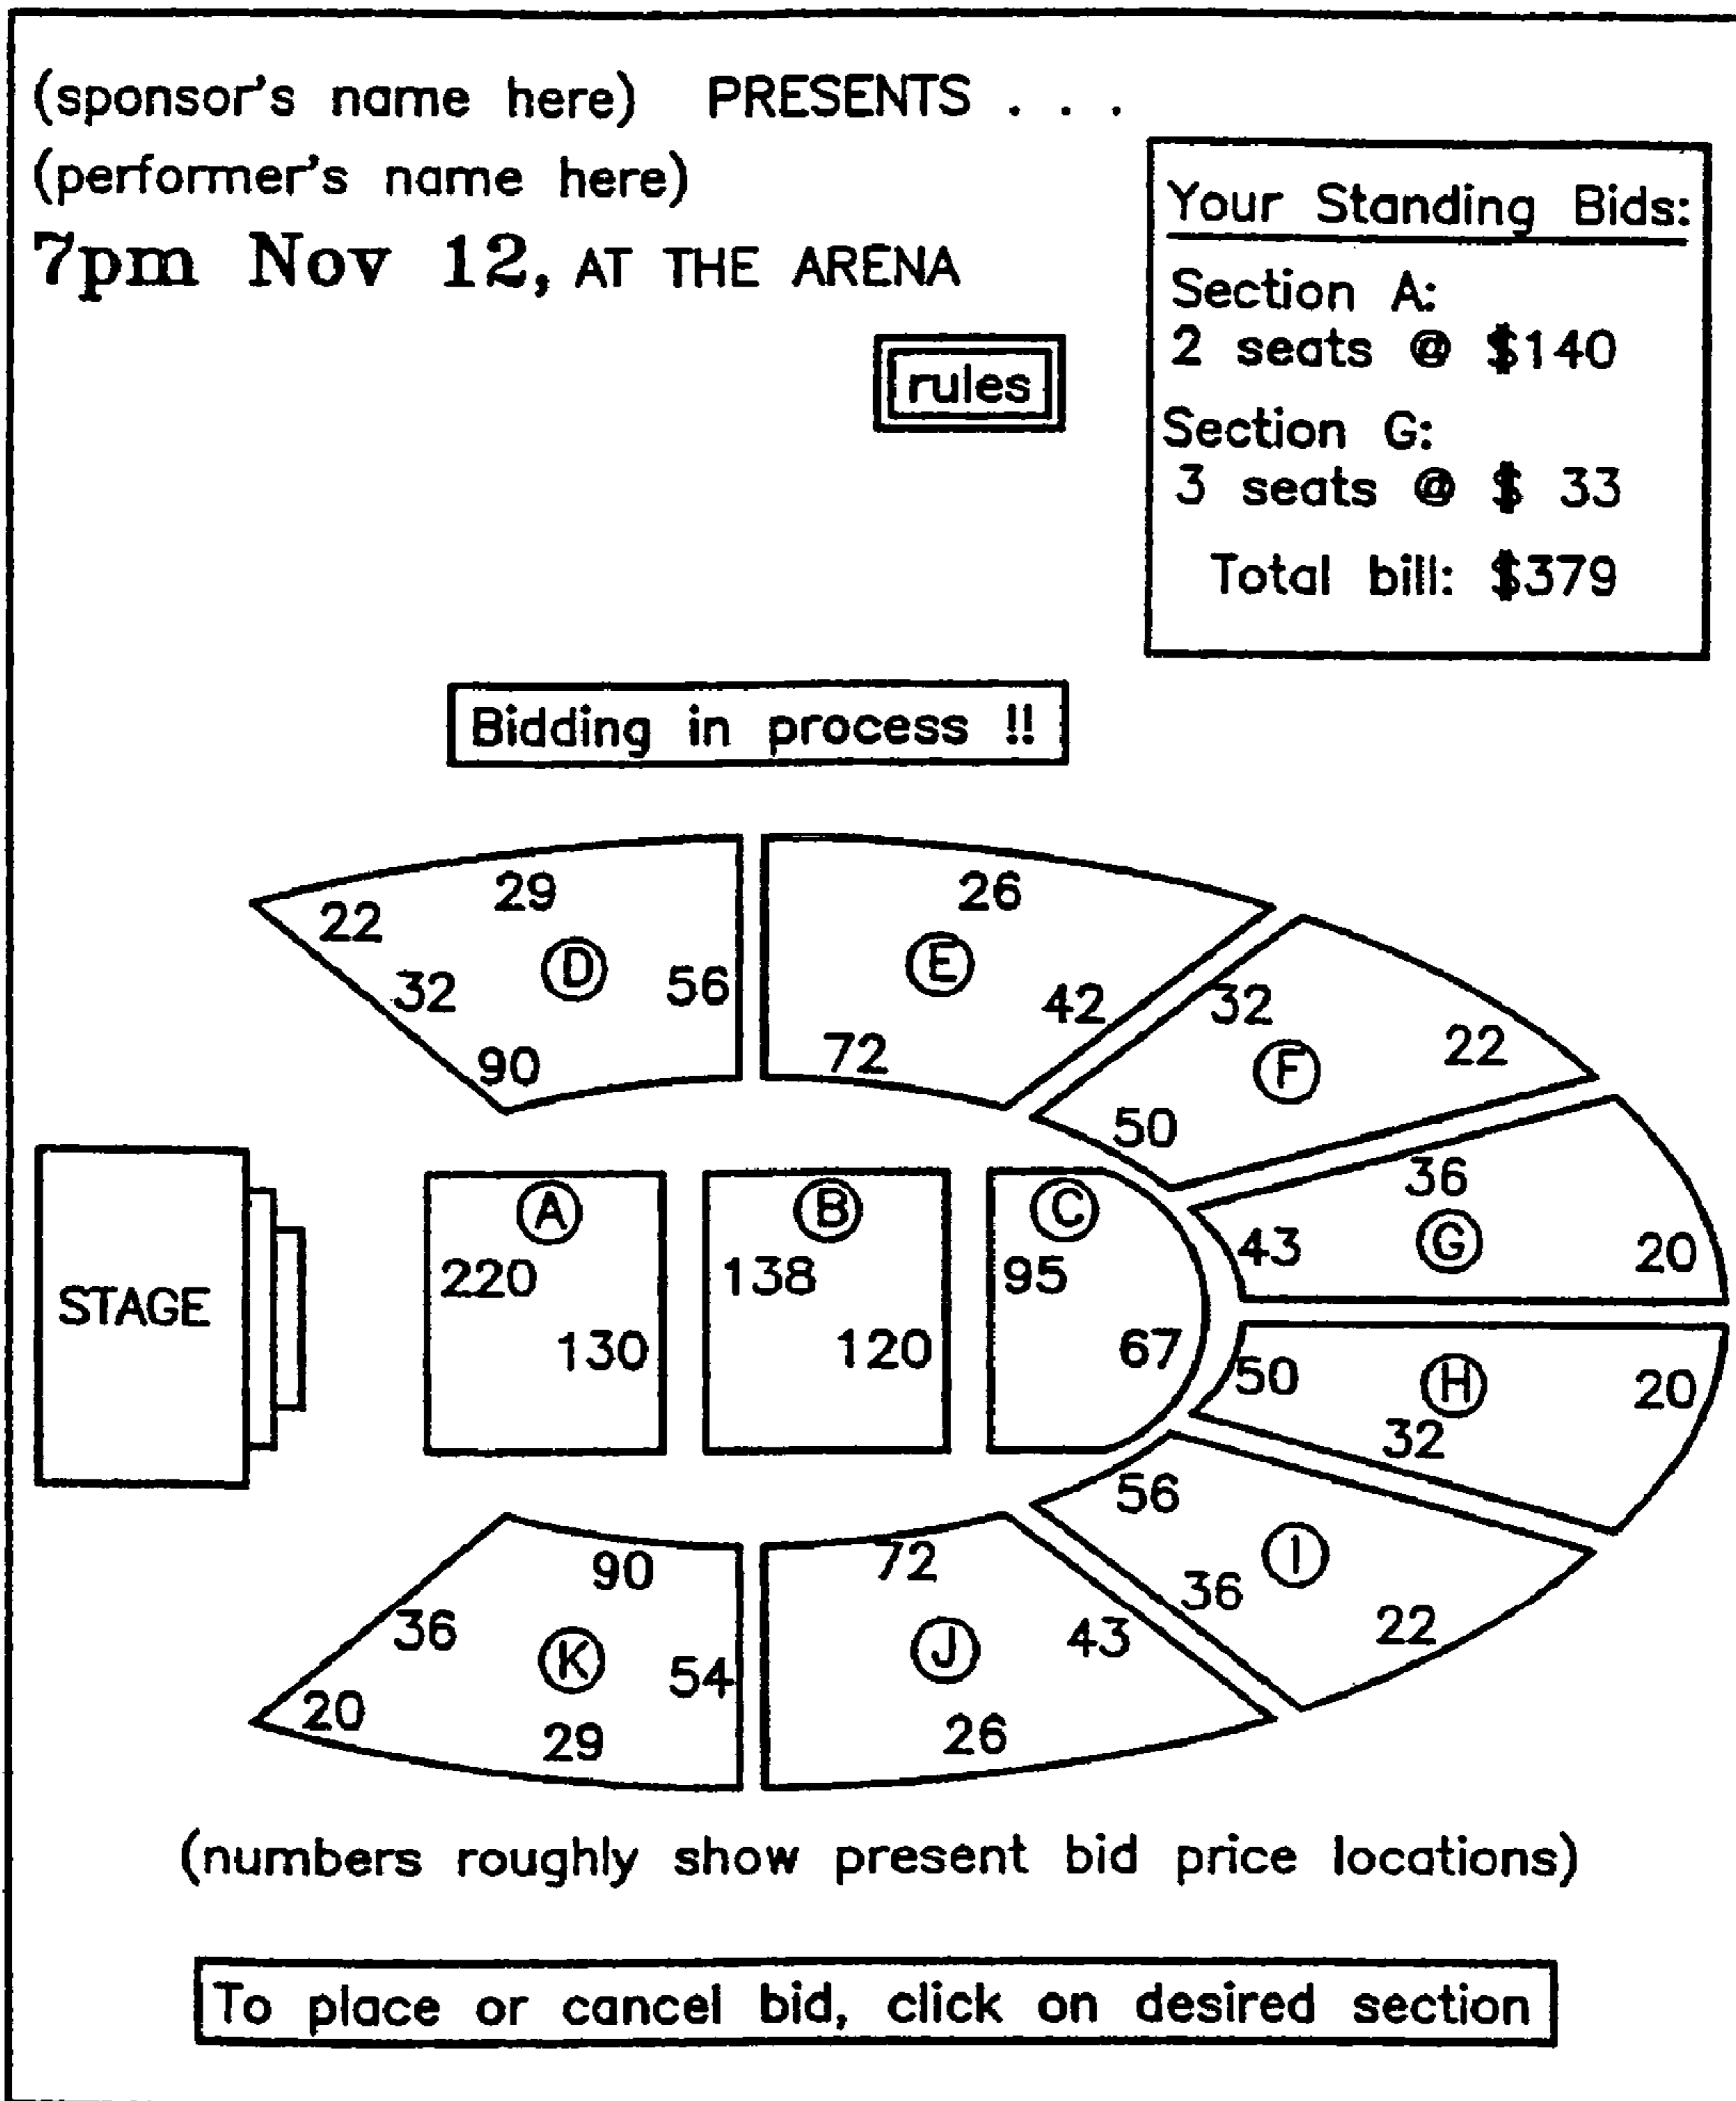 (sponsor's name here) PRESENTS . . .
(performer's name here)
7pm Nov 12, AT THE ARENA
rules
Your Standing Bids:
Section A:
2 seats @ $140
Section G:
3 seats @ $ 33
Total bill: $379
Bidding in process !!
22 29
32 D 56
90
26
E 42
72
32 22
F
50
36
43 G 20
STAGE
A
220
130
B
138
120
C
95
67
50 H 20
32
56
36 I 22
90
36 K 54
20 29
72
J 43
26
(numbers roughly show present bid price locations)
To place or cancel bid, click on desired section